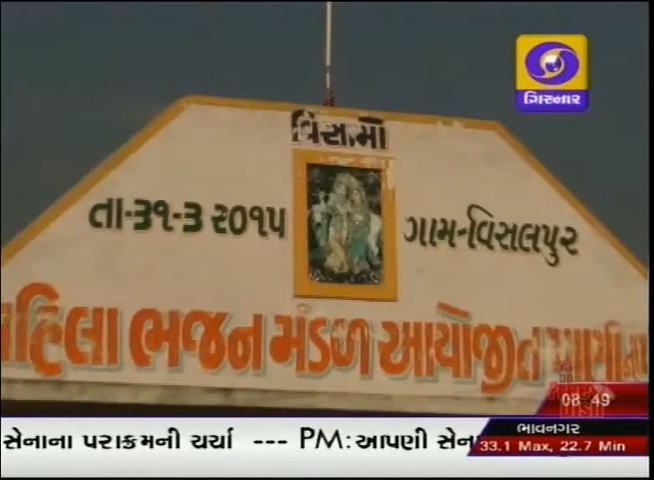 ગિરનાર
વિસામો
તા-૩૧-૩-૨૦૧૫
ગામ-વિસલપુર
મહિલા ભજન મંડળ આયોજીત
08:49
સેનાના પરાક્રમની ચર્ચા --- PM:આપણી
ભાવનગર
33.1 Max, 22.7 Min